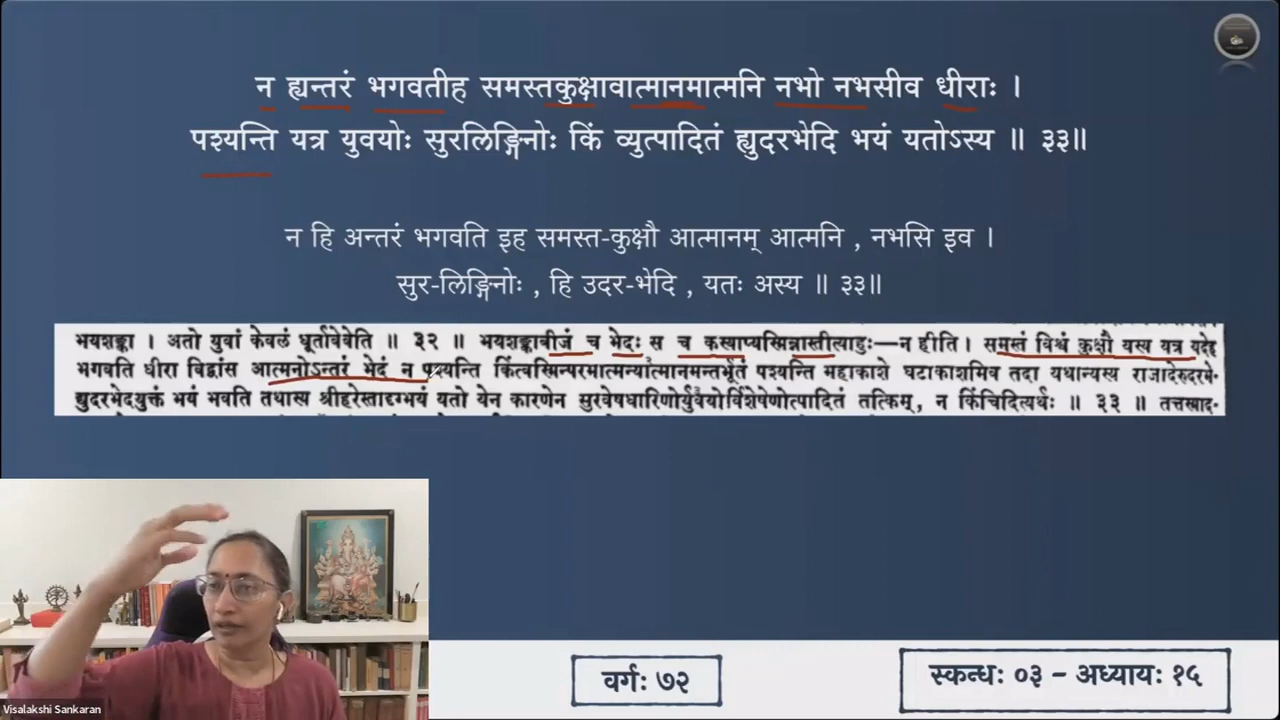 न ह्यन्तरं भगवतीह समस्तकुक्षावात्मानमात्मनि नभो नभसीव धीराः ।
पश्यन्ति यत्र युवयोः सुरलिङ्गिनोः किं व्युत्पादितं ह्युदरभेदि भयं यतोऽस्य ॥ ३३॥
न हि अन्तरं भगवति इह समस्त-कुक्षौ आत्मानम् आत्मनि , नभसि इव ।
सुर-लिङ्गिनोः , हि उदर-भेदि , यतः अस्य ॥ ३३॥
भयशङ्का । अतो युवां केवलं धूर्तावेवेति ॥ ३२ ॥ भयशङ्काबीजं च भेदः स च कस्याप्यस्मिन्नास्तीत्याहुः—न हीति । समस्तं विश्वं कुक्षौ यस्य यत्र यदेह
भगवति धीरा विद्वांस आत्मनोऽन्तरं भेदं न पश्यन्ति किंत्वस्मिन्परमात्मन्यात्मानमन्तर्भूतं पश्यन्ति महाकाशे घटाकाशमिव तदा यथान्यस्य राजादेरुदरभे-
द्युदरभेदयुक्तं भयं भवति तथास्य श्रीहरेस्तादृग्भयं यतो येन कारणेन सुरवेषधारिणोर्युवयोर्विशेषेणोत्पादितं तत्किम्, न किंचिदित्यर्थः ॥ ३३ ॥
वर्गः ७२
स्कन्धः ०३ - अध्यायः १५
Visalakshi Sankaran